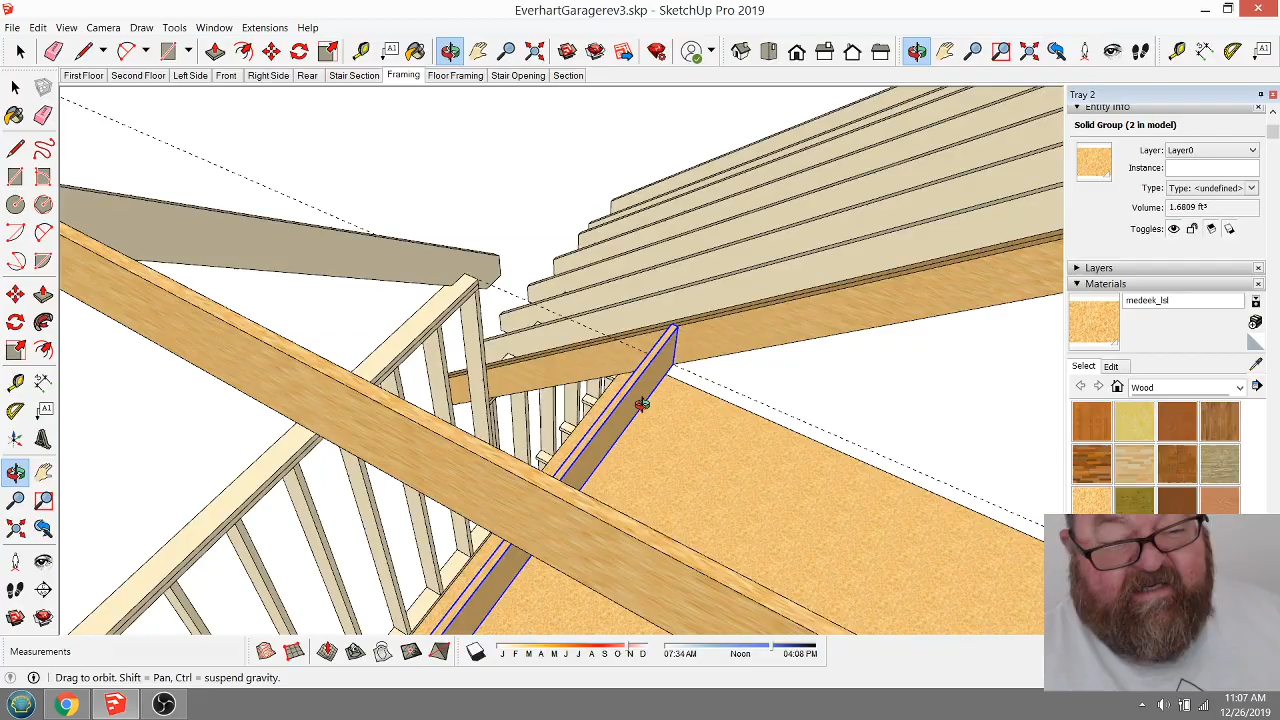 EverhartGaragerev3.skp - SketchUp Pro 2019
File Edit View Camera Draw Tools Window Extensions Help
A1
A1
First Floor Second Floor Left Side Front Right Side Rear Stair Section Framing Floor Framing Stair Opening Section
Tray 2
Entity Info
Solid Group (2 in model)
Layer: Layer0
Instance:
Type: Type: <undefined>
Volume: 1.6809 ft³
Toggles:
Layers
Materials
medeek_lsl
Select Edit
Wood
A1
Measurements
J F M A M J J A S O N D
07:34 AM Noon 04:08 PM
Drag to orbit. Shift = Pan, Ctrl = suspend gravity.
11:07 AM
12/26/2019